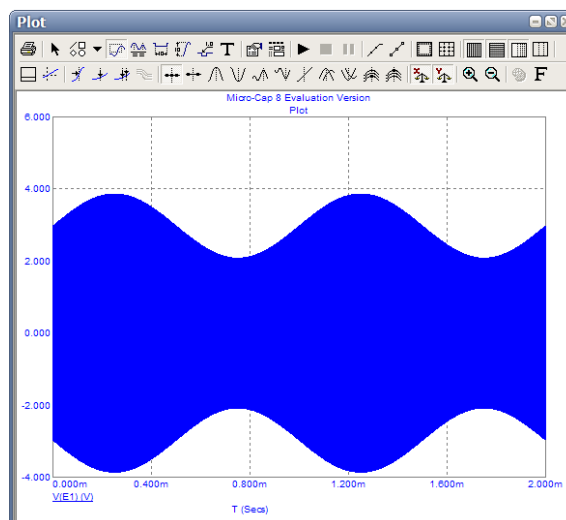 Plot
T
F
Micro-Cap 8 Evaluation Version
Plot
6.000
4.000
2.000
0.000
-2.000
-4.000
0.000m 0.400m 0.800m 1.200m 1.600m 2.000m
V(E1) (V)
T (Secs)